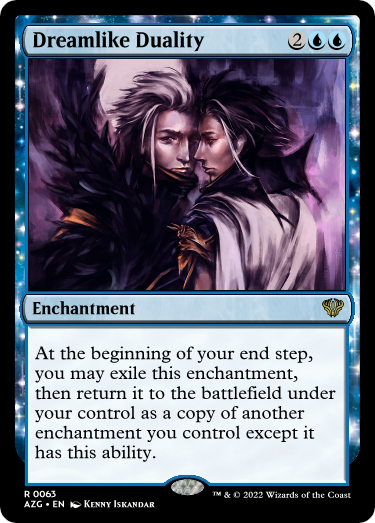 Dreamlike Duality 2
Enchantment
At the beginning of your end step,
you may exile this enchantment,
then return it to the battlefield under
your control as a copy of another
enchantment you control except it
has this ability.
R 0063
AZG • EN Kenny Iskandar
™ & © 2022 Wizards of the Coast